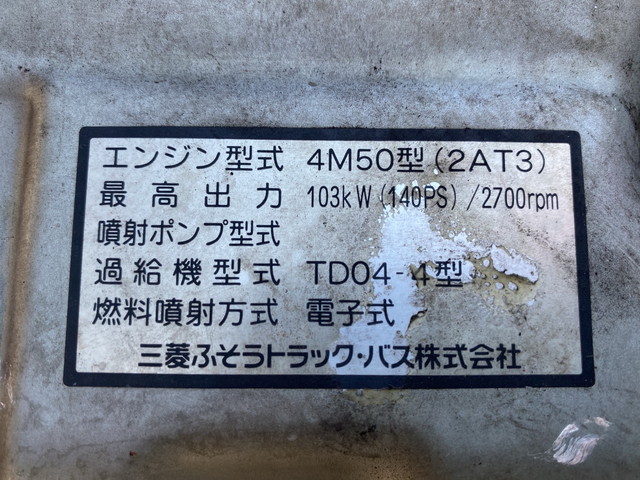 エンジン型式 4M50型(2AT3)
最高出力 103kW(140PS)/2700rpm
噴射ポンプ型式
過給機型式 TD04-4型
燃料噴射方式 電子式
三菱ふそうトラック・バス株式会社